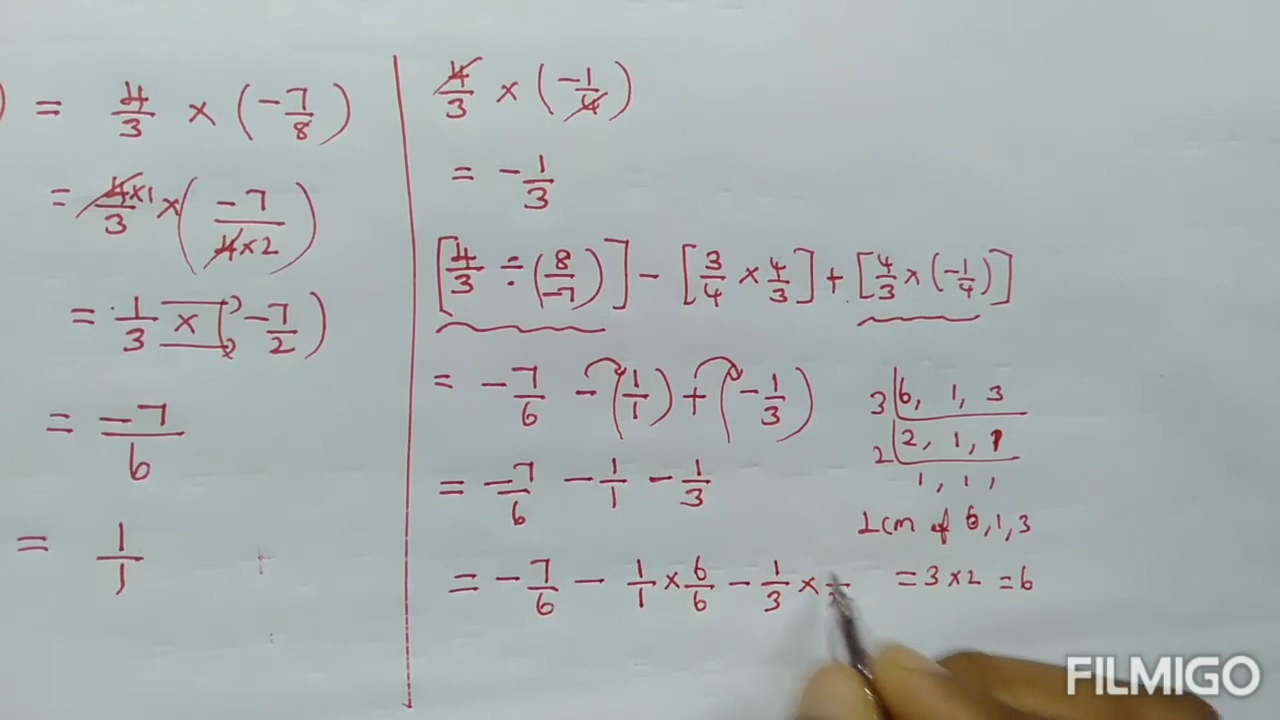 ) = 4/3 × (-7/8)
= 4×1/3 × (-7/4×2)
= 1/3 × (-7/2)
= -7/6
= 1/1
4/3 × (-1/4)
= -1/3
[4/3 ÷ (8/-7)] - [3/4 × 4/3] + [4/3 × (-1/4)]
= -7/6 - (1/1) + (-1/3)
= -7/6 - 1/1 - 1/3
= -7/6 - 1/1 × 6/6 - 1/3 ×
3 | 6, 1, 3
2 | 2, 1, 1
1, 1,
Lcm of 6, 1, 3
= 3 × 2 = 6
FILMIGO